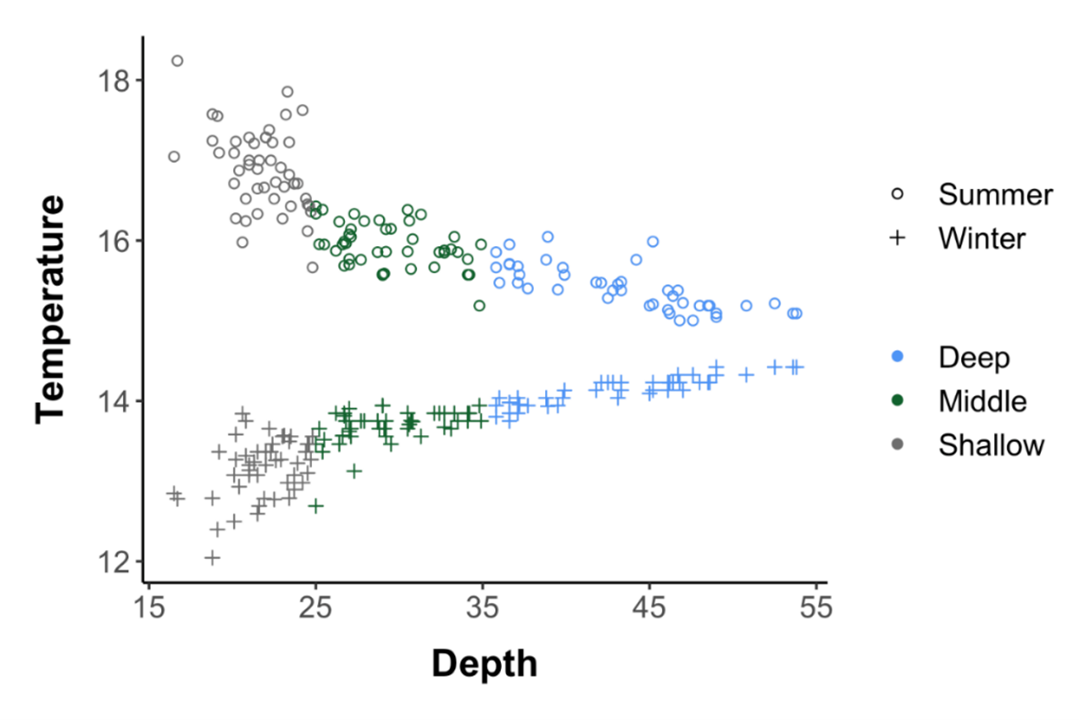 18
16
14
12
Temperature
15 25 35 45 55
Depth
Summer
Winter
Deep
Middle
Shallow